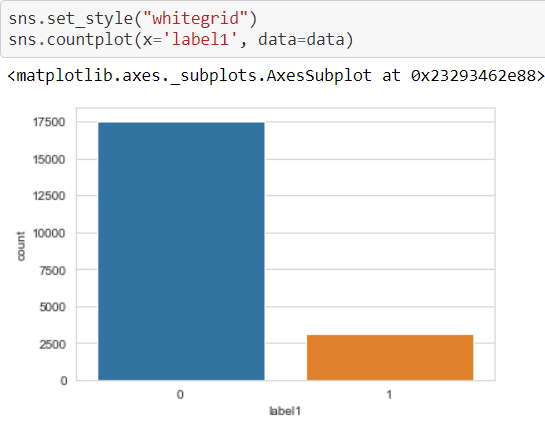 sns.set_style("whitegrid")
sns.countplot(x='label1', data=data)
<matplotlib.axes._subplots.AxesSubplot at 0x23293462e88>
17500
15000
12500
10000
7500
5000
2500
0
count
0 1
label1